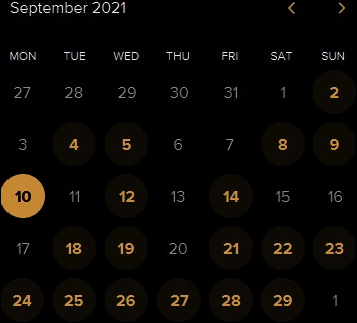 September 2021
MON TUE WED THU FRI SAT SUN
27 28 29 30 31 1 2
3 4 5 6 7 8 9
10 11 12 13 14 15 16
17 18 19 20 21 22 23
24 25 26 27 28 29 1